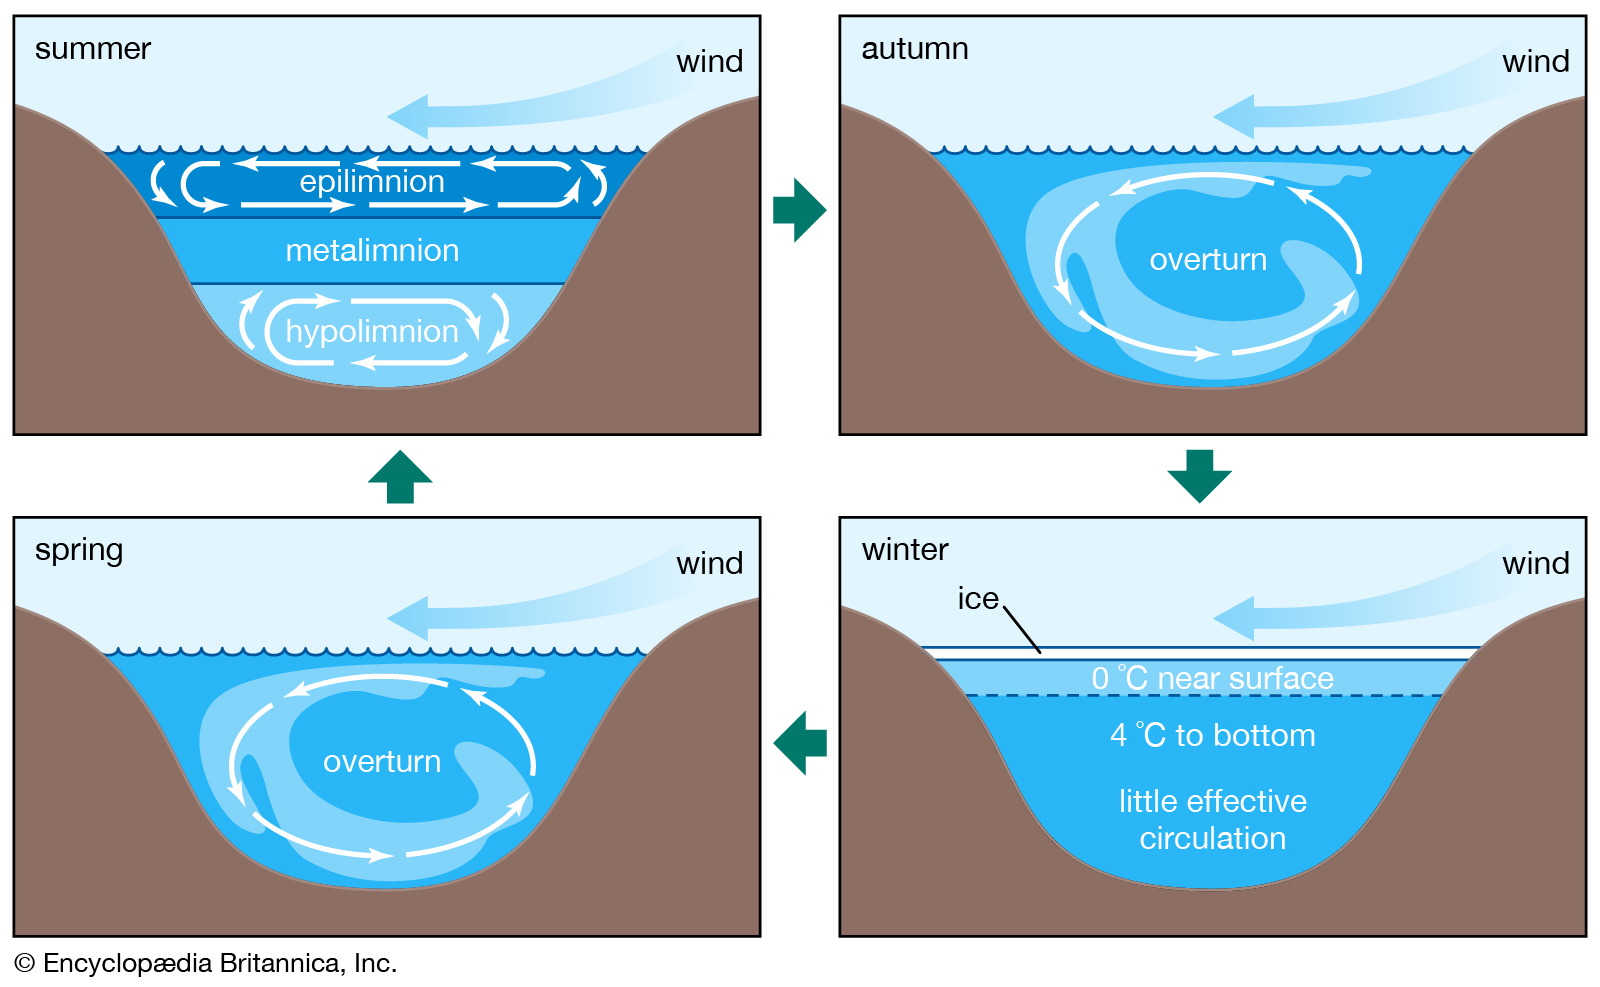 summer
wind
epilimnion
metalimnion
hypolimnion
autumn
wind
overturn
spring
wind
overturn
winter
wind
ice
0 °C near surface
4 °C to bottom
little effective
circulation
© Encyclopædia Britannica, Inc.